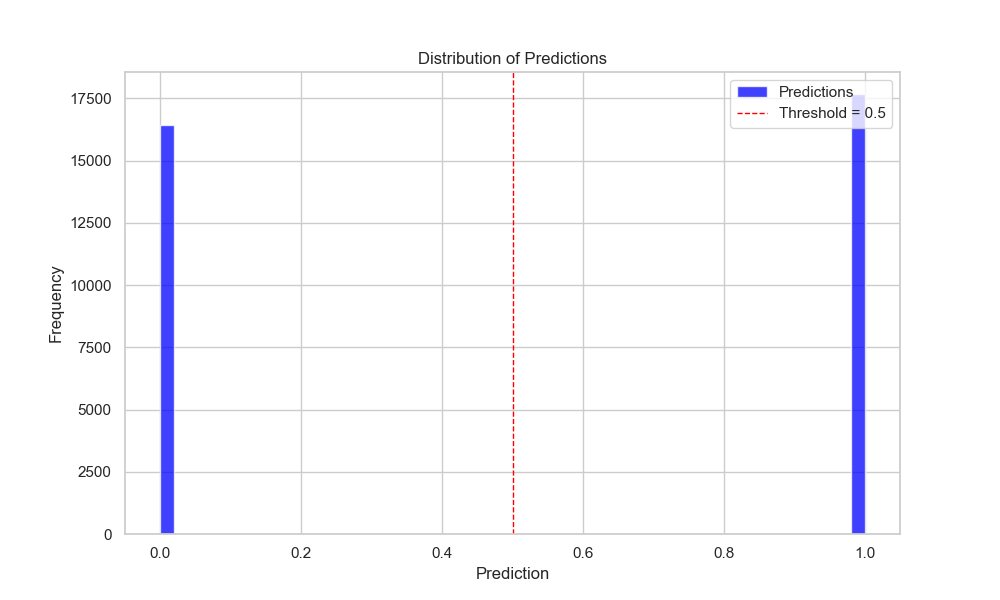 Distribution of Predictions
Predictions
Threshold = 0.5
17500
15000
12500
10000
7500
5000
2500
0
Frequency
0.0 0.2 0.4 0.6 0.8 1.0
Prediction